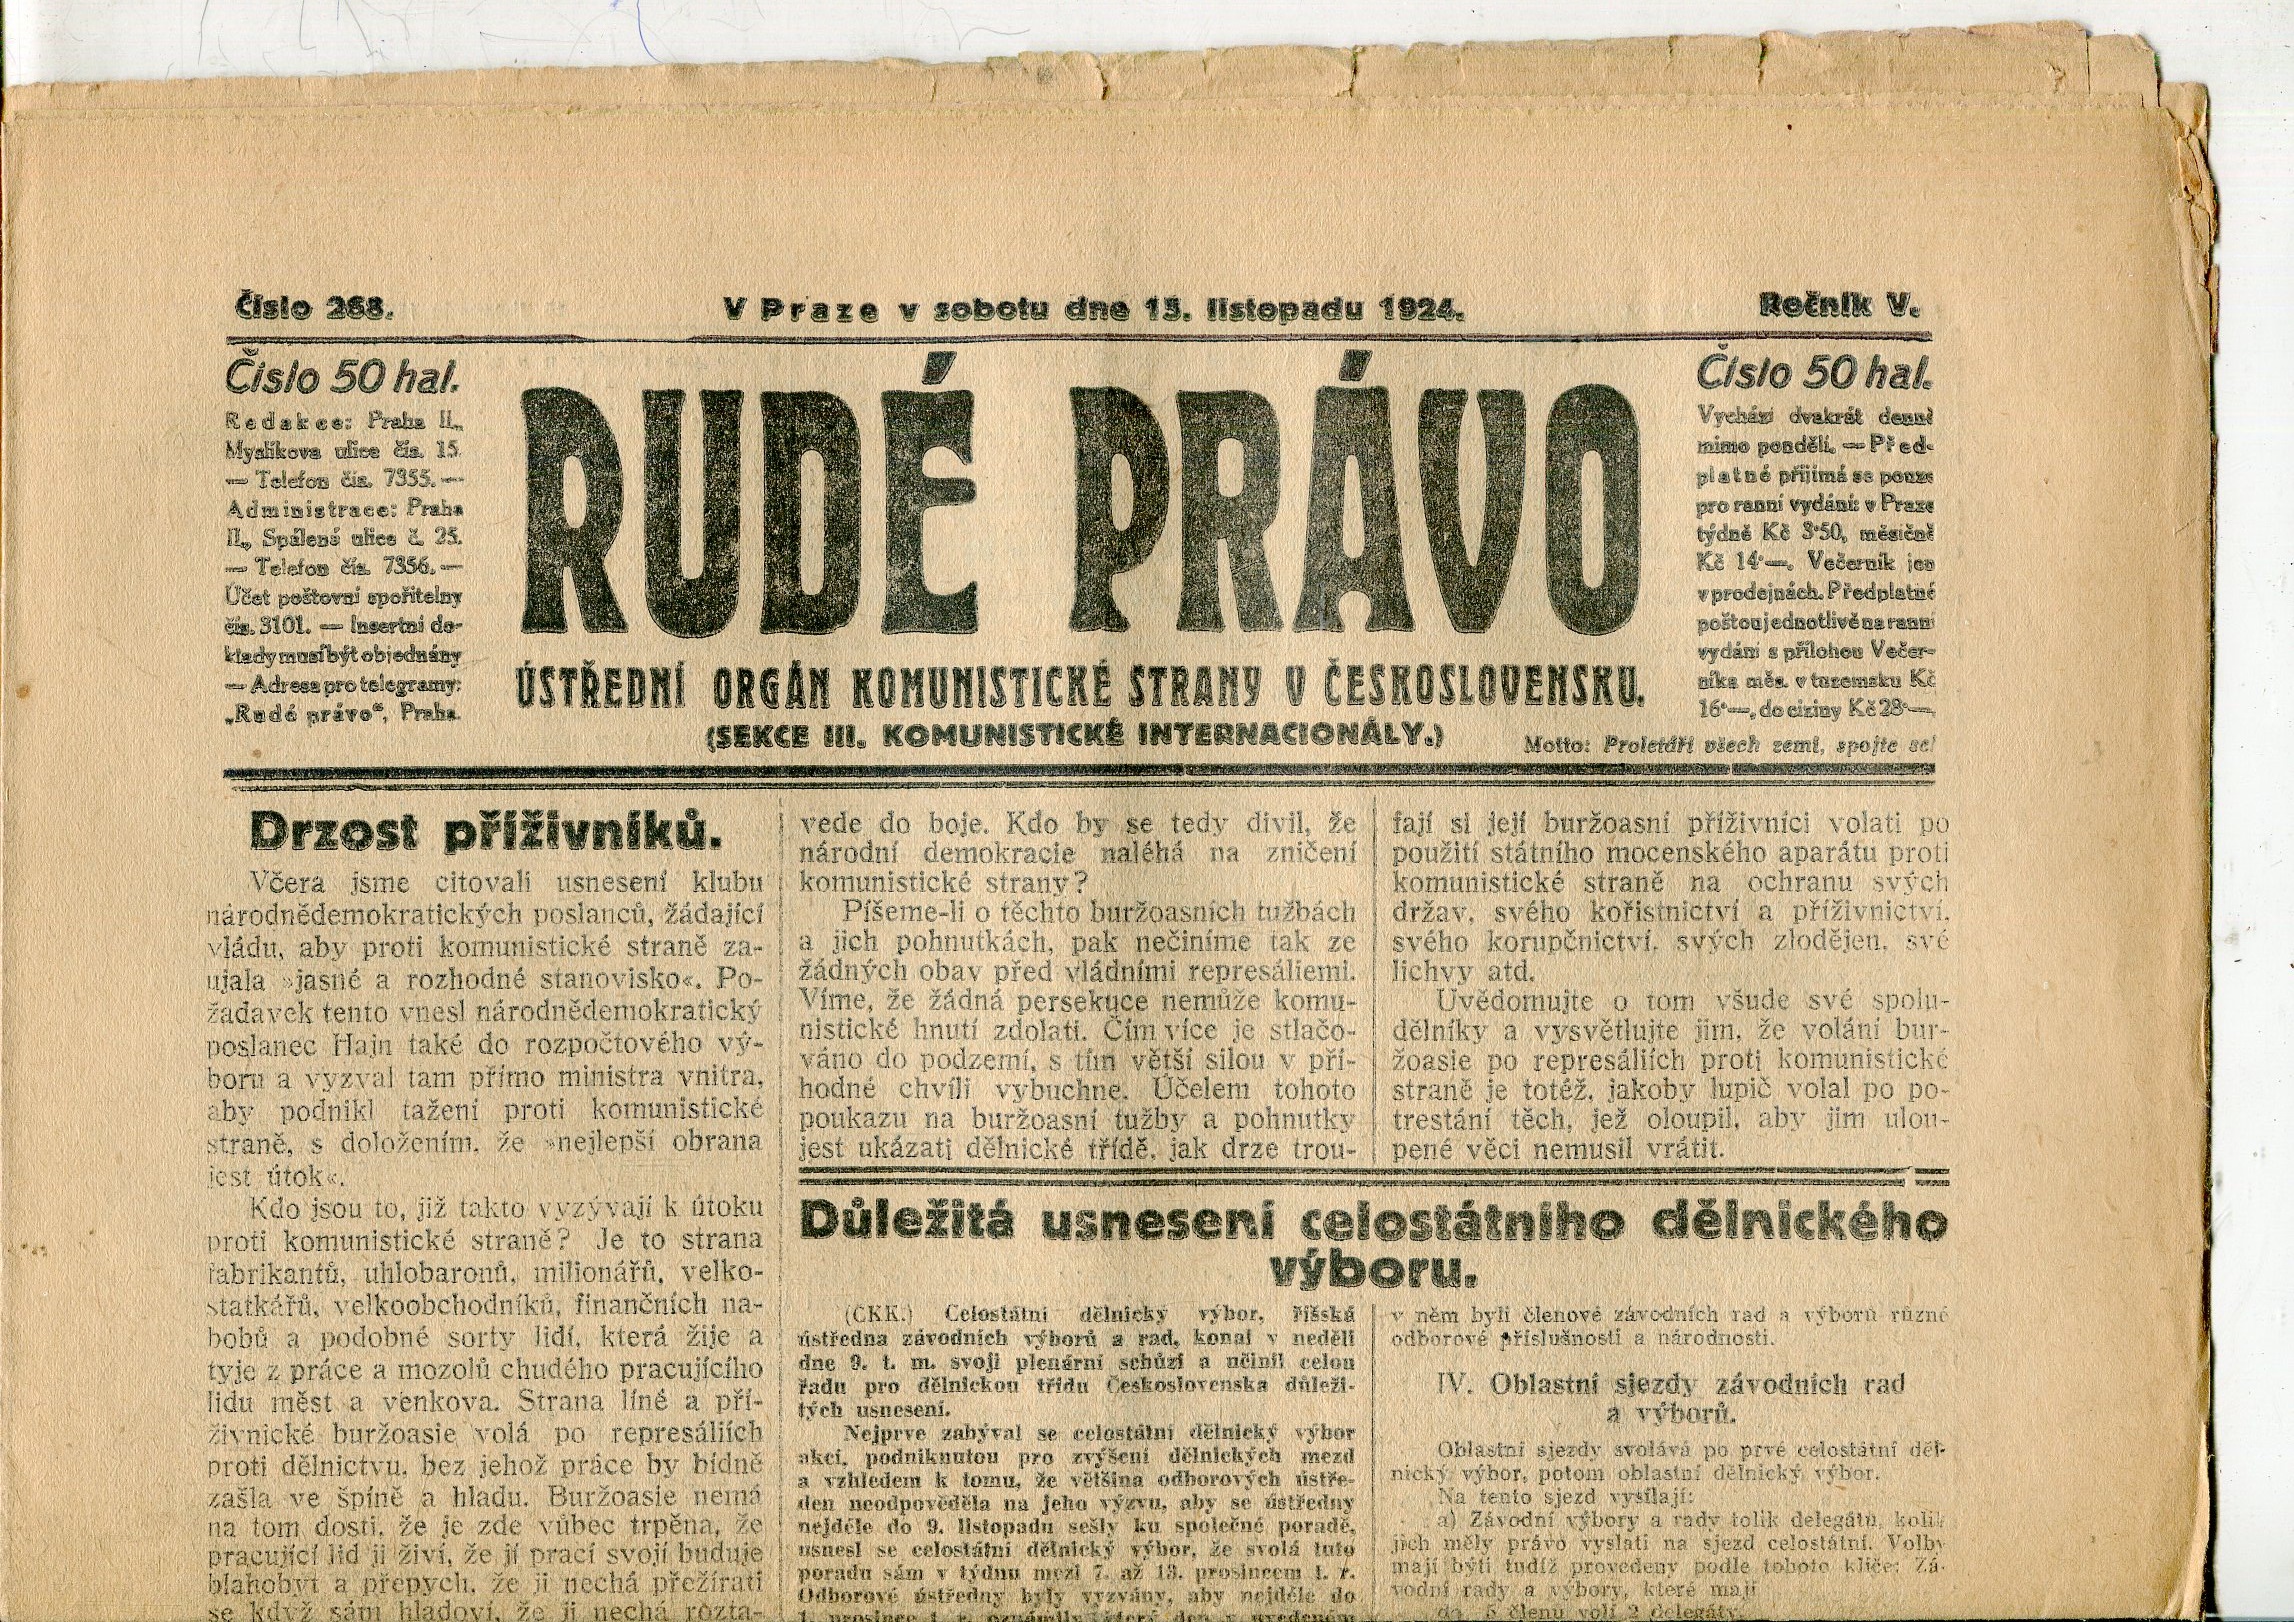 Číslo 268.
V Praze v sobotu dne 15. listopadu 1924.
Ročník V.
Číslo 50 hal.
Redakce: Praha II.,
Myslíkova ulice čís. 15.
— Telefon čís. 7355. —
Administrace: Praha
II., Spálená ulice č. 25.
— Telefon čís. 7356. —
Účet poštovní spořitelny
čís. 3101. — Insertní do-
klady musí být objednány
— Adresa pro telegramy:
„Rudé právo“, Praha.
RUDÉ PRÁVO
ÚSTŘEDNÍ ORGÁN KOMUNISTICKÉ STRANY V ČESKOSLOVENSKU.
(SEKCE III. KOMUNISTICKÉ INTERNACIONÁLY.)
Motto: Proletáři všech zemí, spojte se!
Číslo 50 hal.
Vychází dvakrát denně
mimo pondělí. — Před-
platné přijímá se pouze
pro ranní vydání: v Praze
týdně Kč 3·50, měsíčně
Kč 14·—. Večerník jen
v prodejnách. Předplatné
poštou jednotlivě na ranní
vydání s přílohou Večer-
níka měs. v tuzemsku Kč
16·—, do ciziny Kč 28·—.
Drzost příživníků.
Včera jsme citovali usnesení klubu
národnědemokratických poslanců, žádající
vládu, aby proti komunistické straně za-
ujala »jasné a rozhodné stanovisko«. Po-
žadavek tento vnesl národnědemokratický
poslanec Hajn také do rozpočtového vý-
boru a vyzval tam přímo ministra vnitra,
aby podnikl tažení proti komunistické
straně, s doložením, že »nejlepší obrana
jest útok«.
Kdo jsou to, již takto vyzývají k útoku
proti komunistické straně? Je to strana
fabrikantů, uhlobaronů, milionářů, velko-
statkářů, velkoobchodníků, finančních na-
bobů a podobné sorty lidí, která žije a
tyje z práce a mozolů chudého pracujícího
lidu měst a venkova. Strana líné a pří-
živnické buržoasie volá po represáliích
proti dělnictvu, bez jehož práce by bídně
zašla ve špíně a hladu. Buržoasie nemá
na tom dosti, že je zde vůbec trpěna, že
pracující lid ji živí, že jí prací svojí buduje
blahobyt a přepych, že ji nechá přežírati
se když sám hladoví, že ji nechá rozta-
vede do boje. Kdo by se tedy divil, že
národní demokracie naléhá na zničení
komunistické strany?
Píšeme-li o těchto buržoasních tužbách
a jich pohnutkách, pak nečiníme tak ze
žádných obav před vládními represáliemi.
Víme, že žádná persekuce nemůže komu-
nistické hnutí zdolati. Čím více je stlačo-
váno do podzemí, s tím větší silou v pří-
hodné chvíli vybuchne. Účelem tohoto
poukazu na buržoasní tužby a pohnutky
jest ukázati dělnické třídě, jak drze trou-
fají si její buržoasní příživníci volati po
použití státního mocenského aparátu proti
komunistické straně na ochranu svých
držav, svého kořistnictví a příživnictví,
svého korupčnictví, svých zlodějen, své
lichvy atd.
Uvědomujte o tom všude své spolu-
dělníky a vysvětlujte jim, že volání bur-
žoasie po represáliích proti komunistické
straně je totéž, jakoby lupič volal po po-
trestání těch, jež oloupil, aby jim ulou-
pené věci nemusil vrátit.
Důležitá usnesení celostátního dělnického
výboru.
(ČKK.) Celostátní dělnický výbor, říšská
ústředna závodních výborů a rad, konal v neděli
dne 9. t. m. svoji plenární schůzi a učinil celou
řadu pro dělnickou třídu Československa důleži-
tých usnesení.
Nejprve zabýval se celostátní dělnický výbor
akcí, podniknutou pro zvýšení dělnických mezd
a vzhledem k tomu, že většina odborových ústře-
den neodpověděla na jeho výzvu, aby se ústředny
nejdéle do 9. listopadu sešly ku společné poradě,
usnesl se celostátní dělnický výbor, že svolá tuto
poradu sám v týdnu mezi 7. až 13. prosincem t. r.
Odborové ústředny byly vyzvány, aby nejdéle do
1. prosince t. r. oznámily, který den v uvedeném
v něm byli členové závodních rad a výborů různé
odborové příslušnosti a národnosti.
IV. Oblastní sjezdy závodních rad
a výborů.
Oblastní sjezdy svolává po prvé celostátní děl-
nický výbor, potom oblastní dělnický výbor.
Na tento sjezd vysílají:
a) Závodní výbory a rady tolik delegátů, kolik
jich měly právo vyslati na sjezd celostátní. Volby
mají býti tudíž provedeny podle tohoto klíče: Zá-
vodní rady a výbory, které mají
do 5 členů volí 2 delegáty,